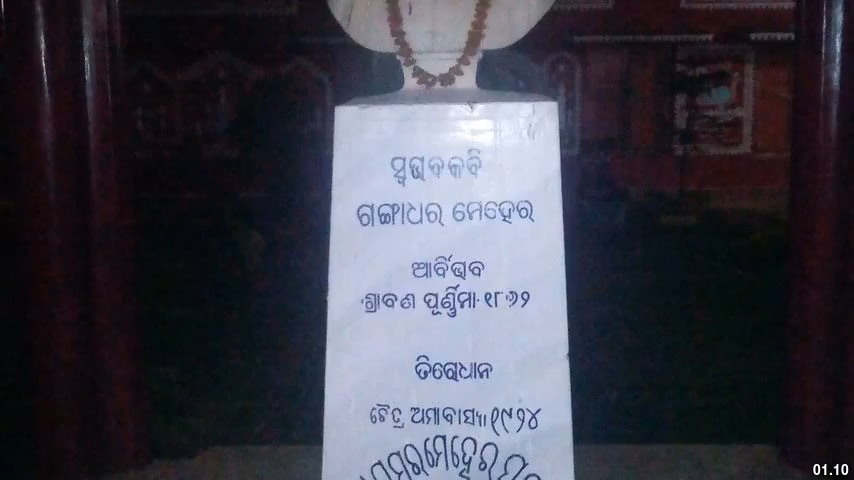 ସ୍ୱଭାବକବି
ଗଙ୍ଗାଧର ମେହେର
ଆର୍ବିଭାବ
ଶ୍ରାବଣ ପୂର୍ଣ୍ଣିମା ୧୮୬୨
ତିରୋଧାନ
ଚୈତ୍ର ଅମାବାସ୍ୟା ୧୯୨୪
01.10